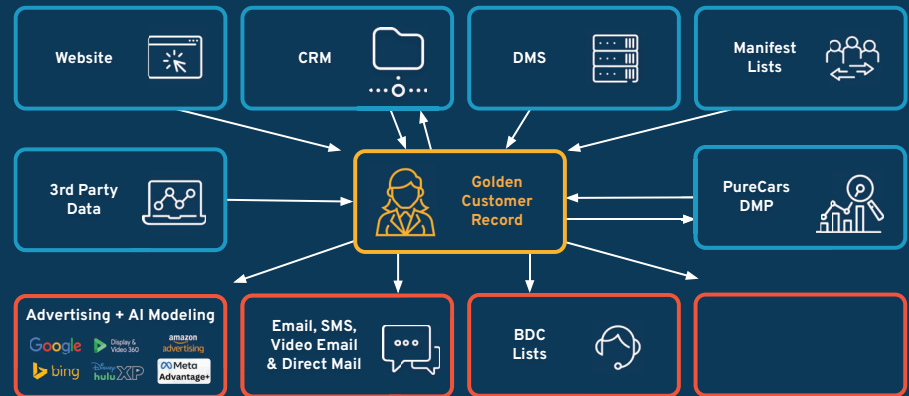 Website
CRM
DMS
Manifest
Lists
3rd Party
Data
Golden
Customer
Record
PureCars
DMP
Advertising + AI Modeling
Google
Display &
Video 360
amazon
advertising
bing
Disney
hulu XP
Meta
Advantage+
Email, SMS,
Video Email
& Direct Mail
BDC
Lists